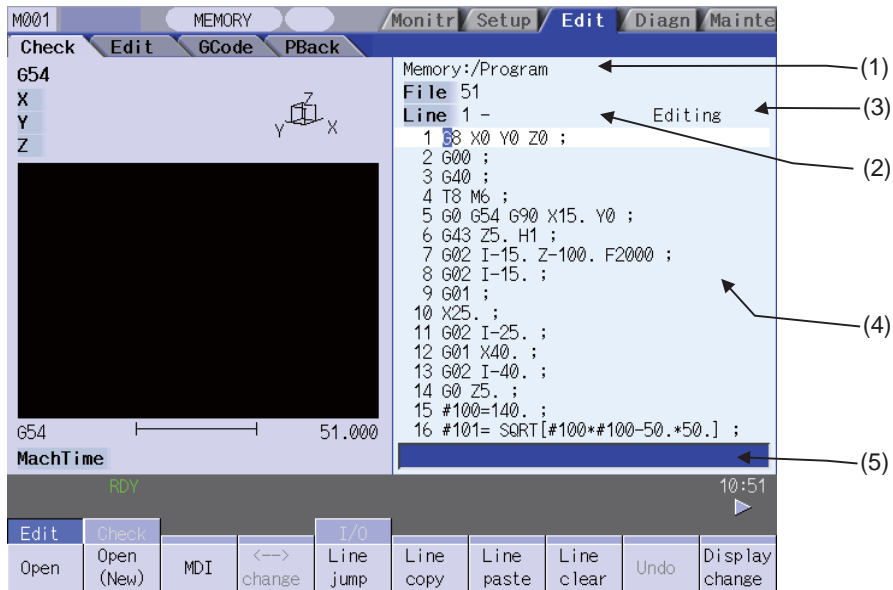 M001 MEMORY Monitr Setup Edit Diagn Mainte
Check Edit GCode PBack
G54
X
Y
Z
Z
Y X
G54 51.000
MachTime
Memory:/Program (1)
File 51
Line 1 - Editing (3)
(2)
1 G8 X0 Y0 Z0 ;
2 G00 ;
3 G40 ;
4 T8 M6 ;
5 G0 G54 G90 X15. Y0 ;
6 G43 Z5. H1 ;
7 G02 I-15. Z-100. F2000 ;
8 G02 I-15. ;
9 G01 ;
10 X25. ;
11 G02 I-25. ;
12 G01 X40. ;
13 G02 I-40. ;
14 G0 Z5. ;
15 #100=140. ;
16 #101= SQRT[#100*#100-50.*50.] ;
(4)
(5)
RDY 10:51
Edit Check I/O
Open
Open
(New)
MDI
<-->
change
Line
jump
Line
copy
Line
paste
Line
clear
Undo
Display
change